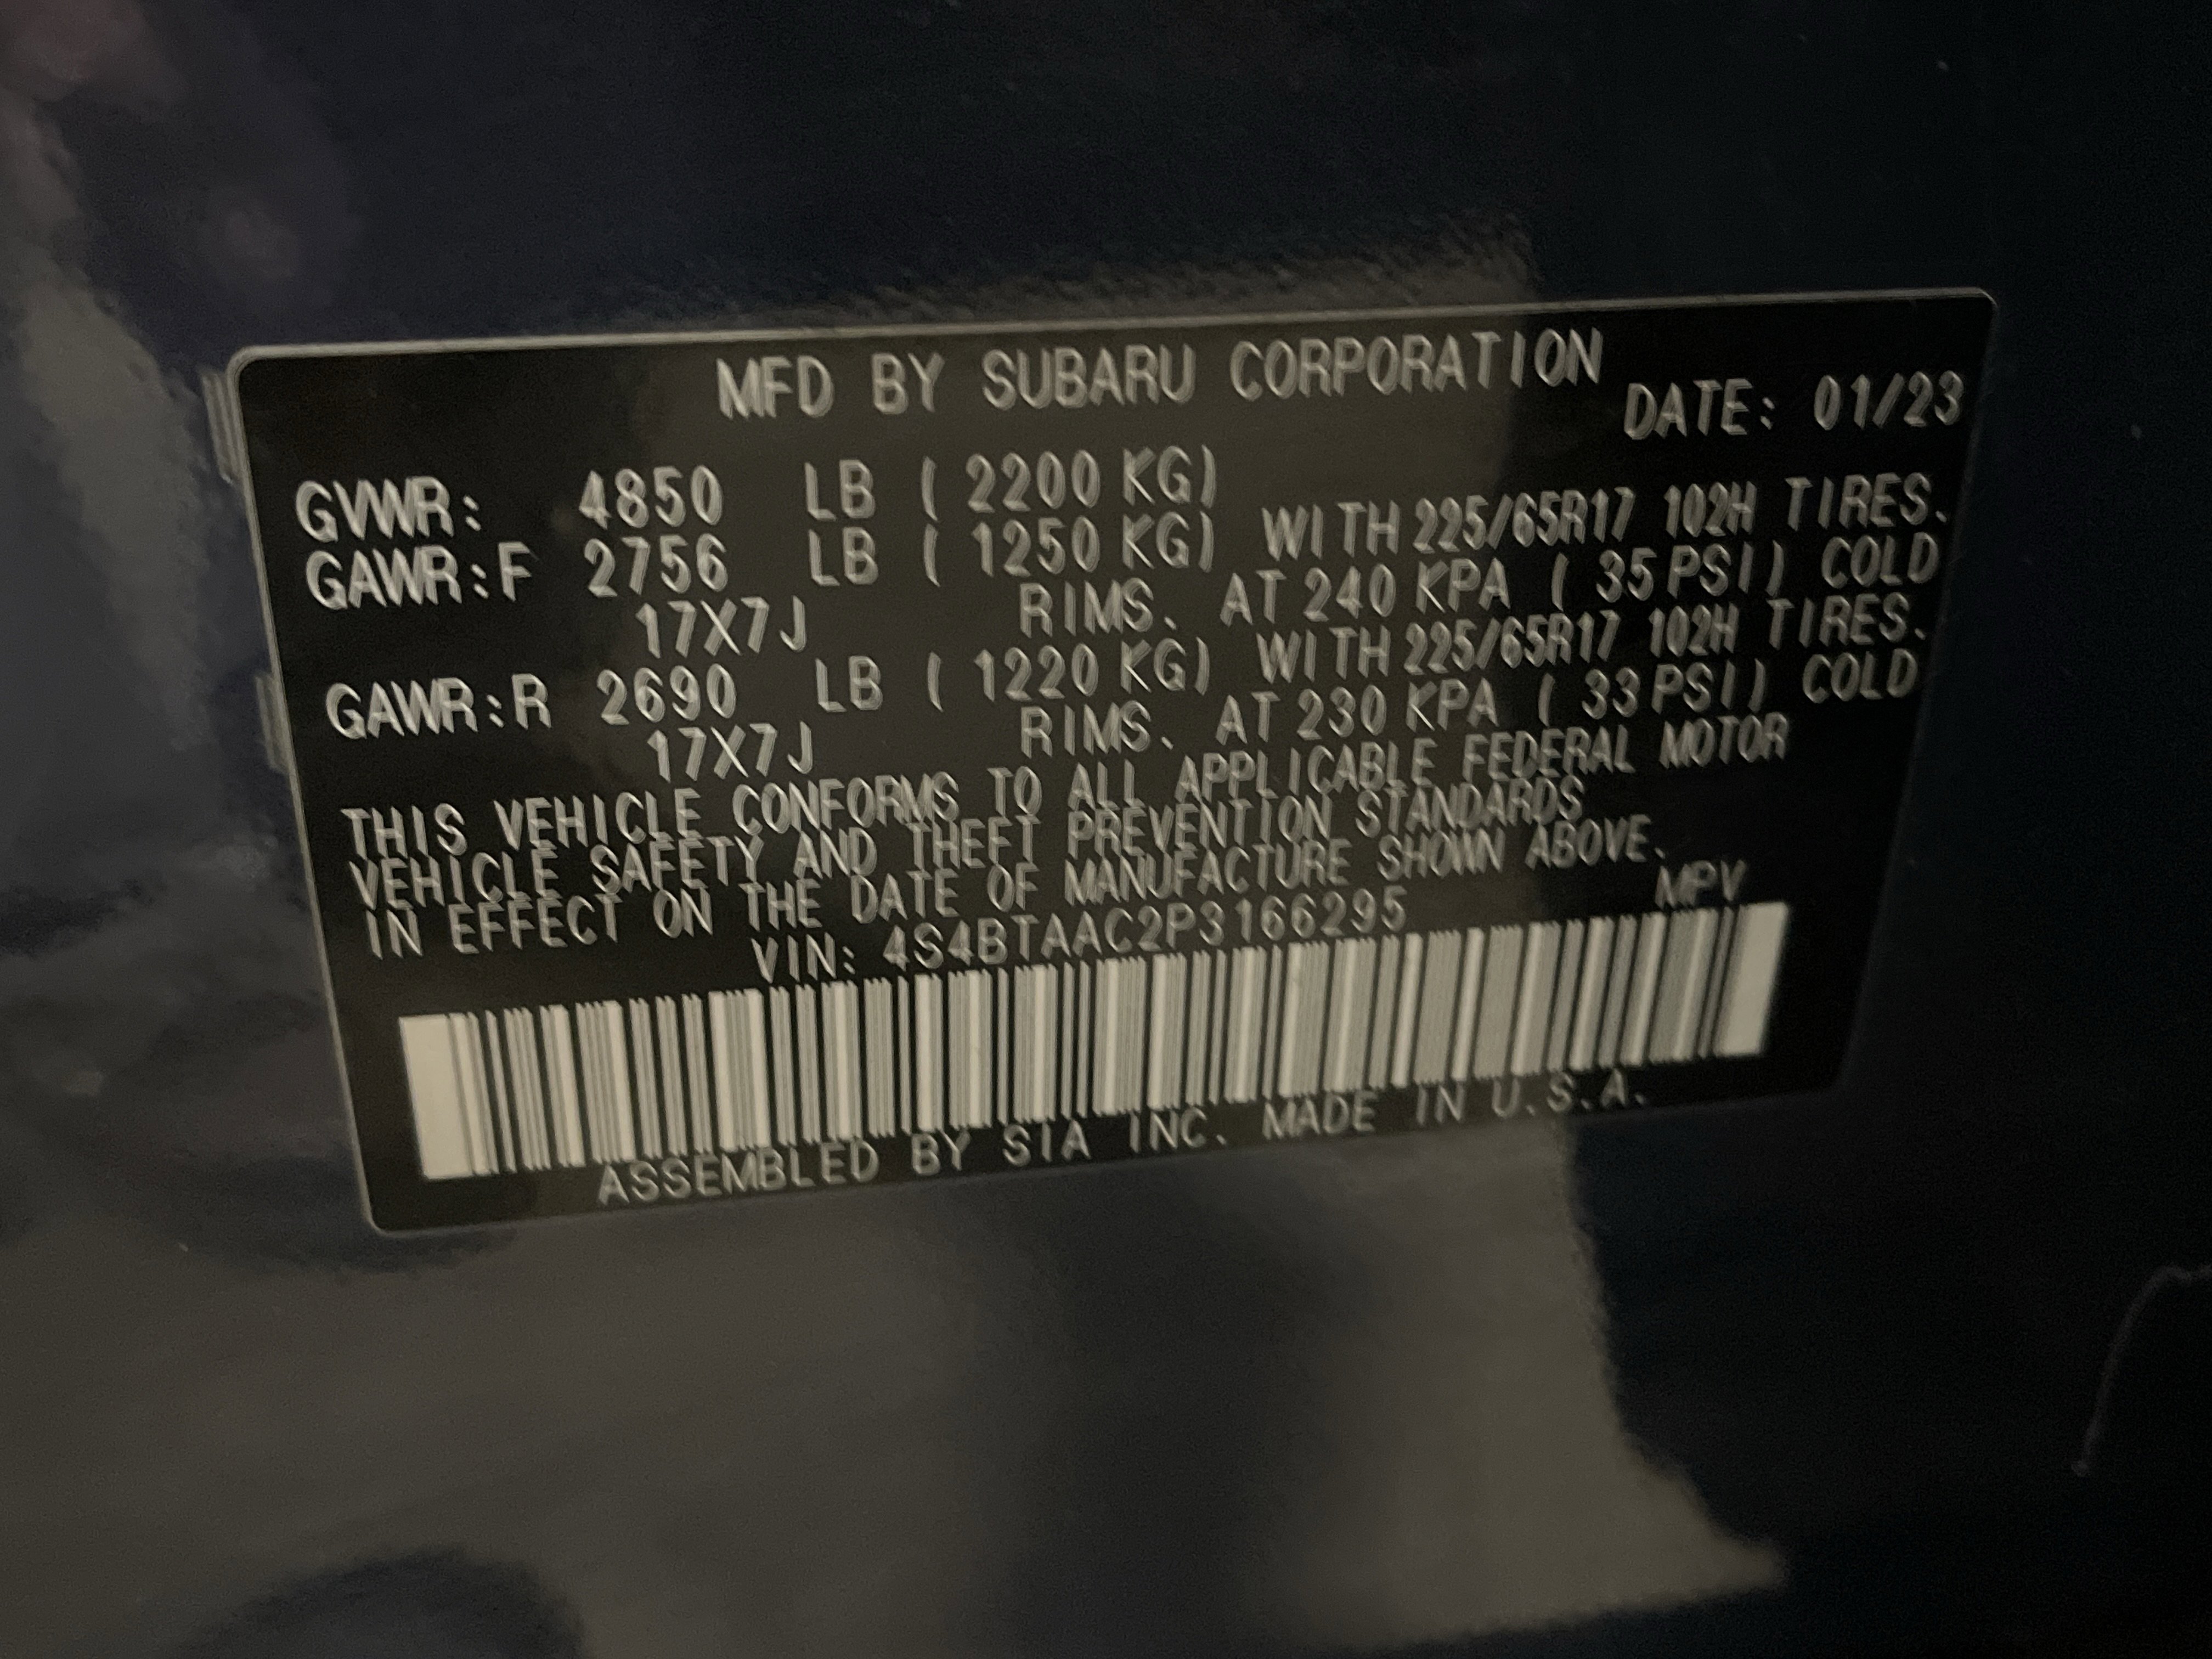 MFD BY SUBARU CORPORATION
DATE: 01/23
GVWR: 4850 LB ( 2200 KG)
GAWR:F 2756 LB ( 1250 KG) WITH 225/65R17 102H TIRES.
17X7J RIMS. AT 240 KPA ( 35 PSI) COLD
GAWR:R 2690 LB ( 1220 KG) WITH 225/65R17 102H TIRES.
17X7J RIMS. AT 230 KPA ( 33 PSI) COLD
THIS VEHICLE CONFORMS TO ALL APPLICABLE FEDERAL MOTOR
VEHICLE SAFETY AND THEFT PREVENTION STANDARDS
IN EFFECT ON THE DATE OF MANUFACTURE SHOWN ABOVE.
VIN: 4S4BTAAC2P3166295 MPV
ASSEMBLED BY SIA INC. MADE IN U.S.A.